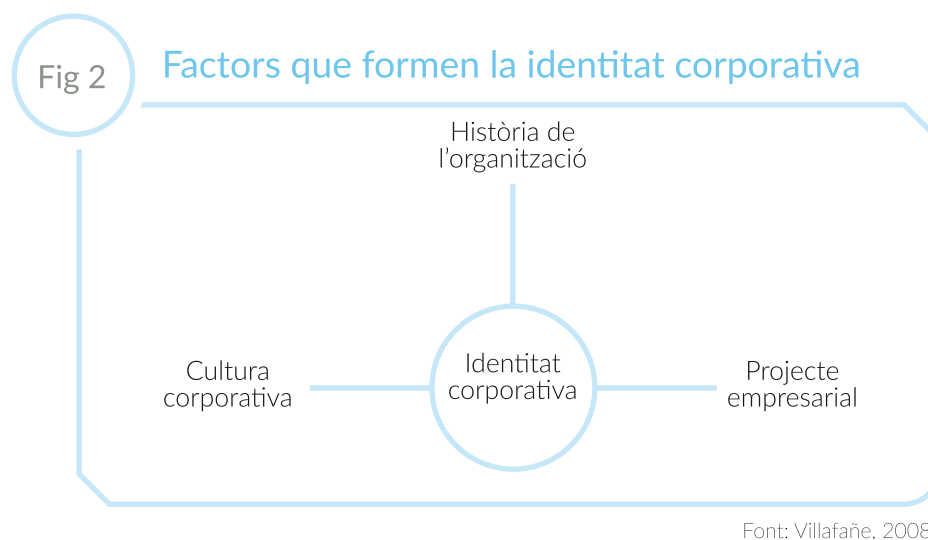 Fig 2
Factors que formen la identitat corporativa
Història de
l'organització
Identitat
corporativa
Cultura
corporativa
Projecte
empresarial
Font: Villafañe, 2008